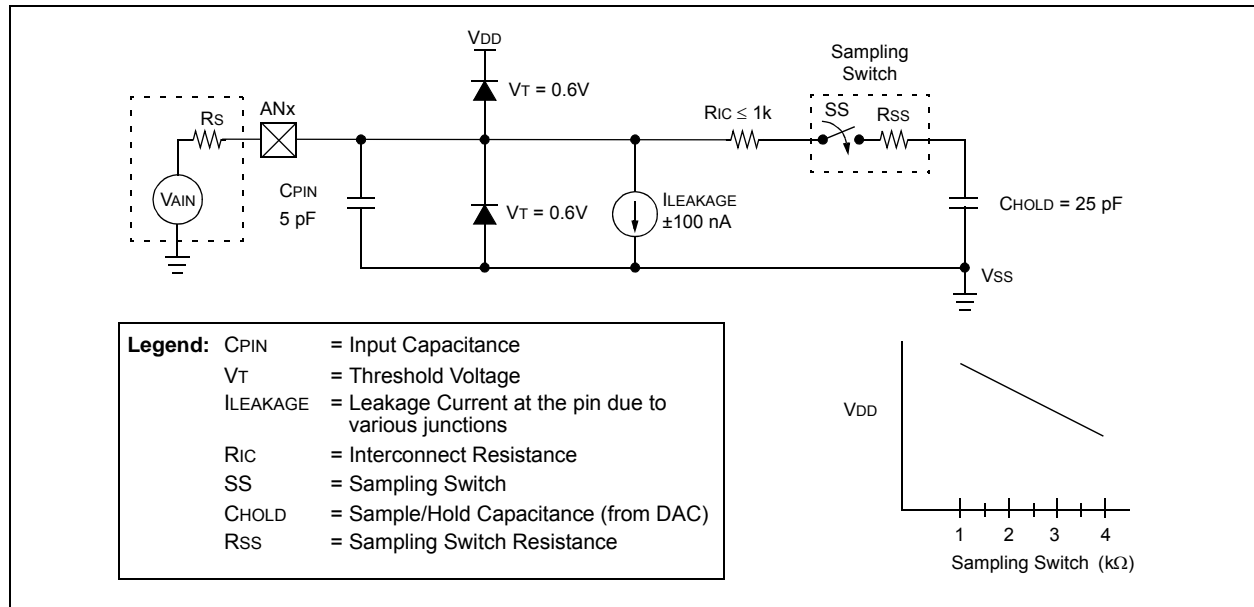 VDD
Sampling
Switch
VT = 0.6V
RS
ANx
RIC ≤ 1k
SS
RSS
VAIN
CPIN
5 pF
VT = 0.6V
ILEAKAGE
±100 nA
CHOLD = 25 pF
VSS
Legend: CPIN = Input Capacitance
VT = Threshold Voltage
ILEAKAGE = Leakage Current at the pin due to
various junctions
RIC = Interconnect Resistance
SS = Sampling Switch
CHOLD = Sample/Hold Capacitance (from DAC)
RSS = Sampling Switch Resistance
VDD
1 2 3 4
Sampling Switch (kΩ)